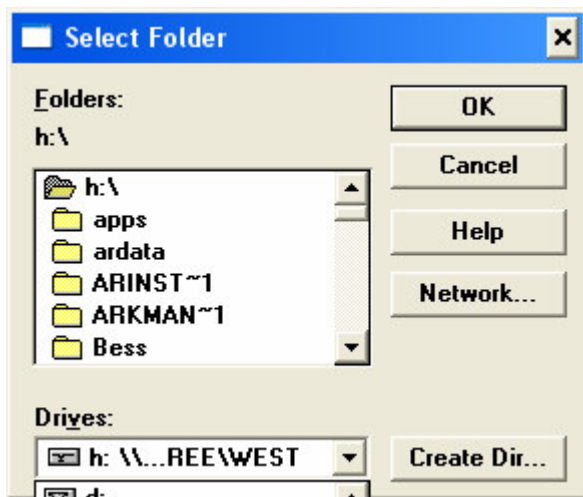 Select Folder
Folders:
h:\
h:\
apps
ardata
ARINST~1
ARKMAN~1
Bess
OK
Cancel
Help
Network...
Drives:
h: \\...REE\WEST
d:
Create Dir...